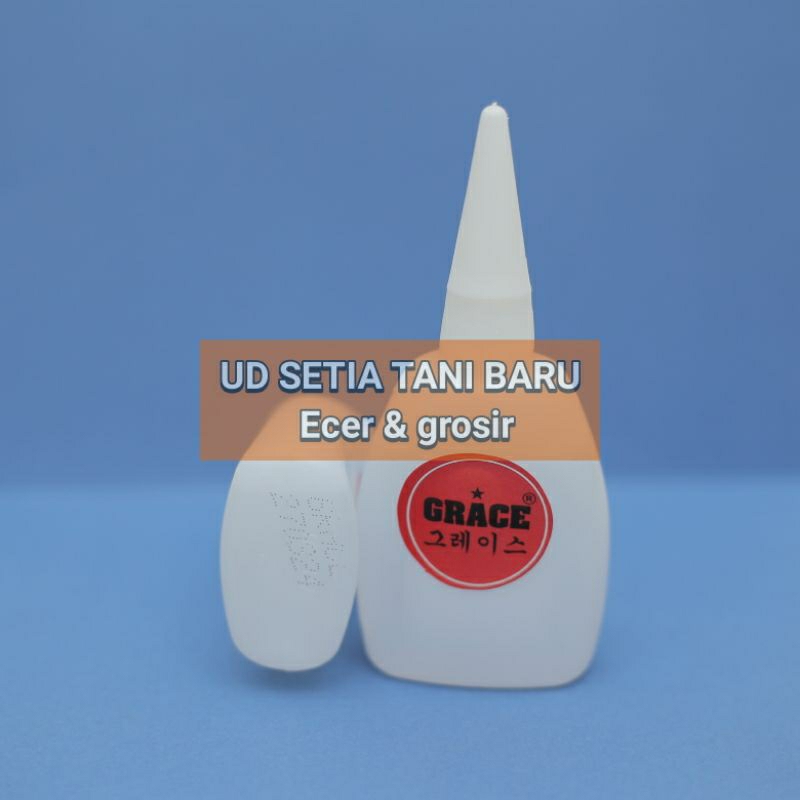 UD SETIA TANI BARU
Ecer & grosir
GRACE ®
그레이스